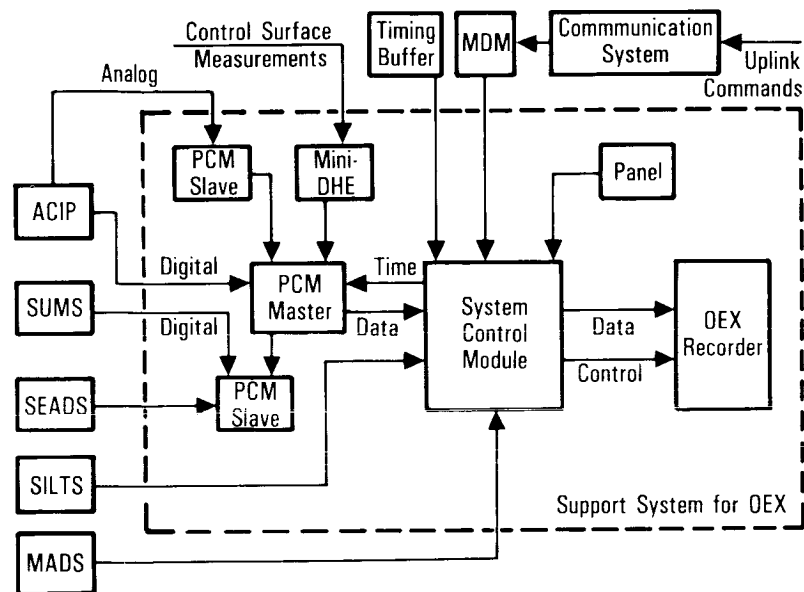 Control Surface
Measurements
Timing
Buffer
MDM
Commmunication
System
Uplink
Commands
Analog
PCM
Slave
Mini-
DHE
Panel
ACIP
Digital
PCM
Master
Time
Data
System
Control
Module
Data
Control
OEX
Recorder
SUMS
Digital
PCM
Slave
SEADS
SILTS
Support System for OEX
MADS